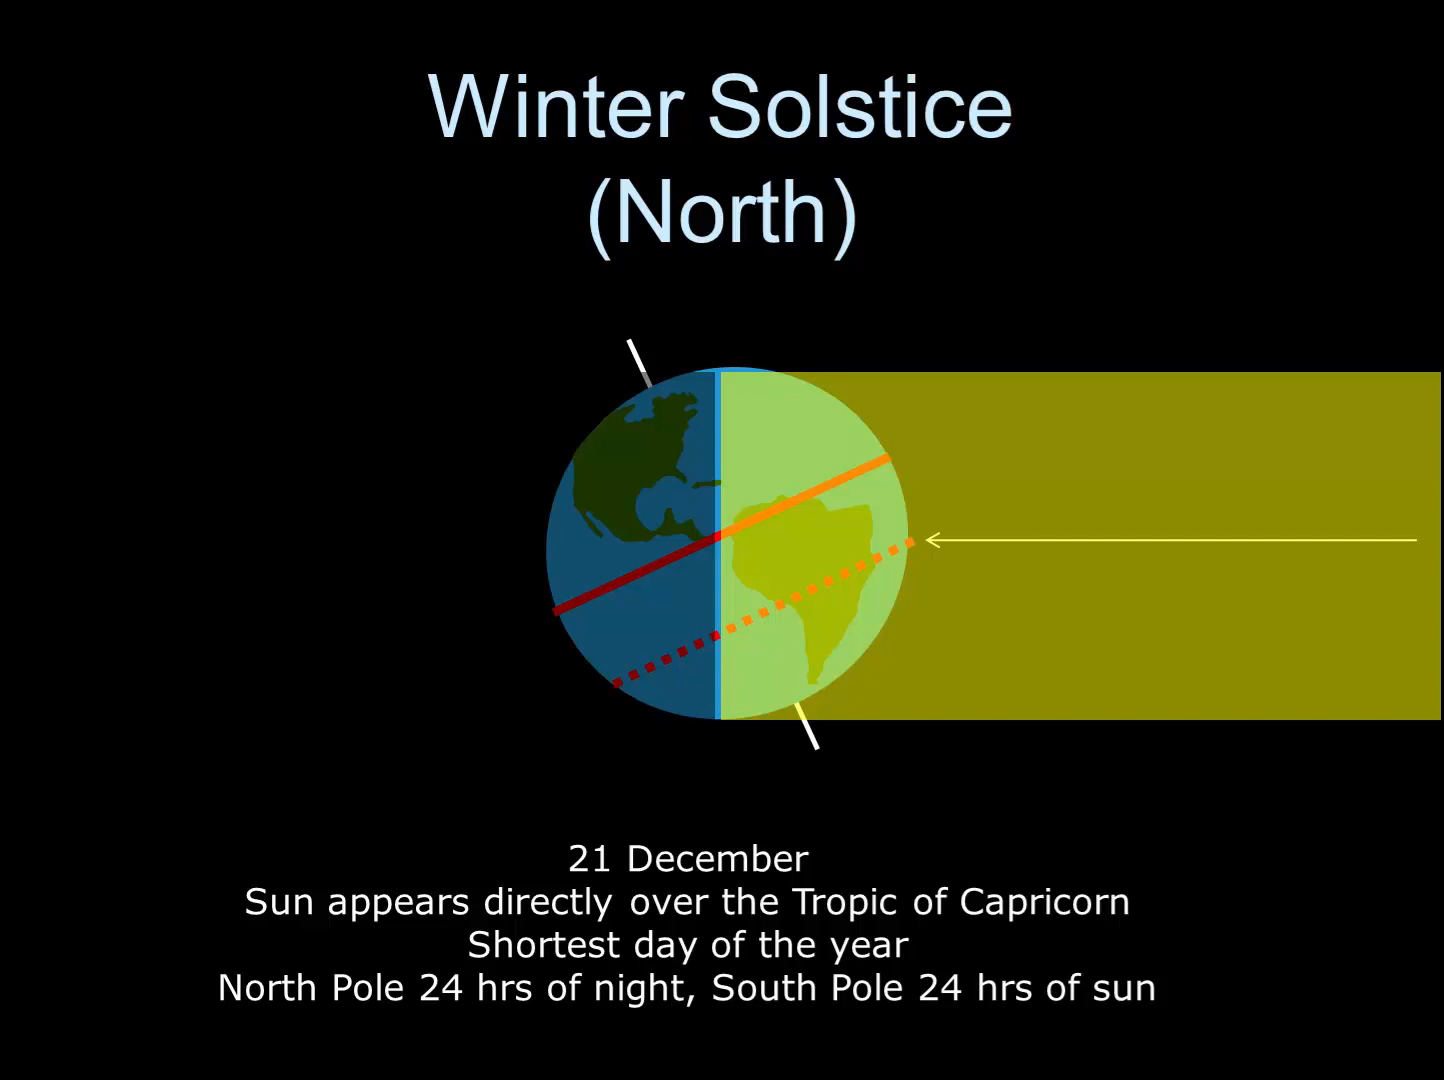 Winter Solstice
(North)
21 December
Sun appears directly over the Tropic of Capricorn
Shortest day of the year
North Pole 24 hrs of night, South Pole 24 hrs of sun